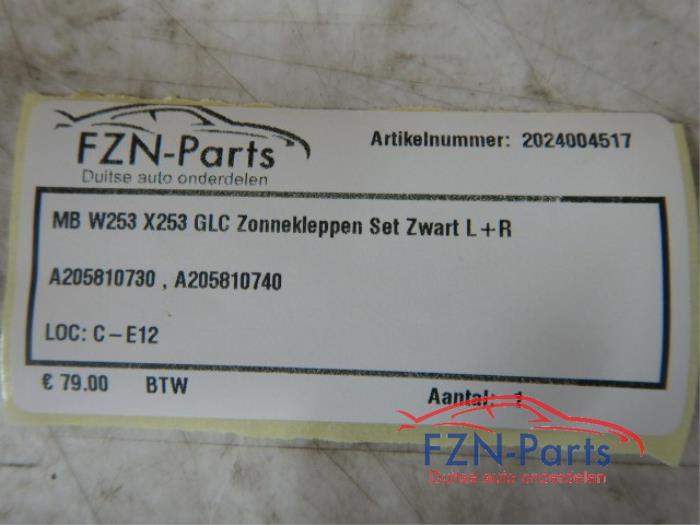 FZN-Parts
Duitse auto onderdelen
Artikelnummer: 2024004517
MB W253 X253 GLC Zonnekleppen Set Zwart L+R
A205810730 , A205810740
LOC: C-E12
€ 79.00 BTW
Aantal: 1
FZN-Parts
Duitse auto onderdelen